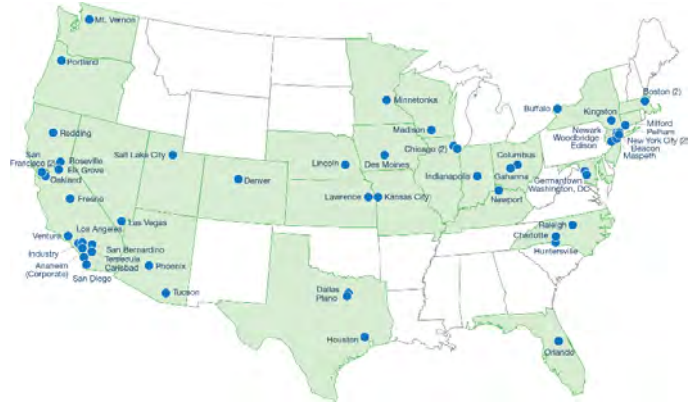 Mt. Vernon
Portland
Redding
San
Francisco (2)
Roseville
Elk Grove
Oakland
Fresno
Ventura
Los Angeles
Industry
Anaheim
(Corporate)
San Bernardino
Temecula
Carlsbad
San Diego
Las Vegas
Salt Lake City
Phoenix
Tucson
Denver
Lincoln
Lawrence
Kansas City
Dallas
Plano
Houston
Minnetonka
Des Moines
Madison
Chicago (2)
Indianapolis
Columbus
Gahanna
Newport
Buffalo
Kingston
Boston (2)
Newark
Woodbridge
Edison
Milford
Pelham
New York City (2)
Deacon
Maspeth
Germantown
Washington, DC
Raleigh
Charlotte
Huntersville
Orlando